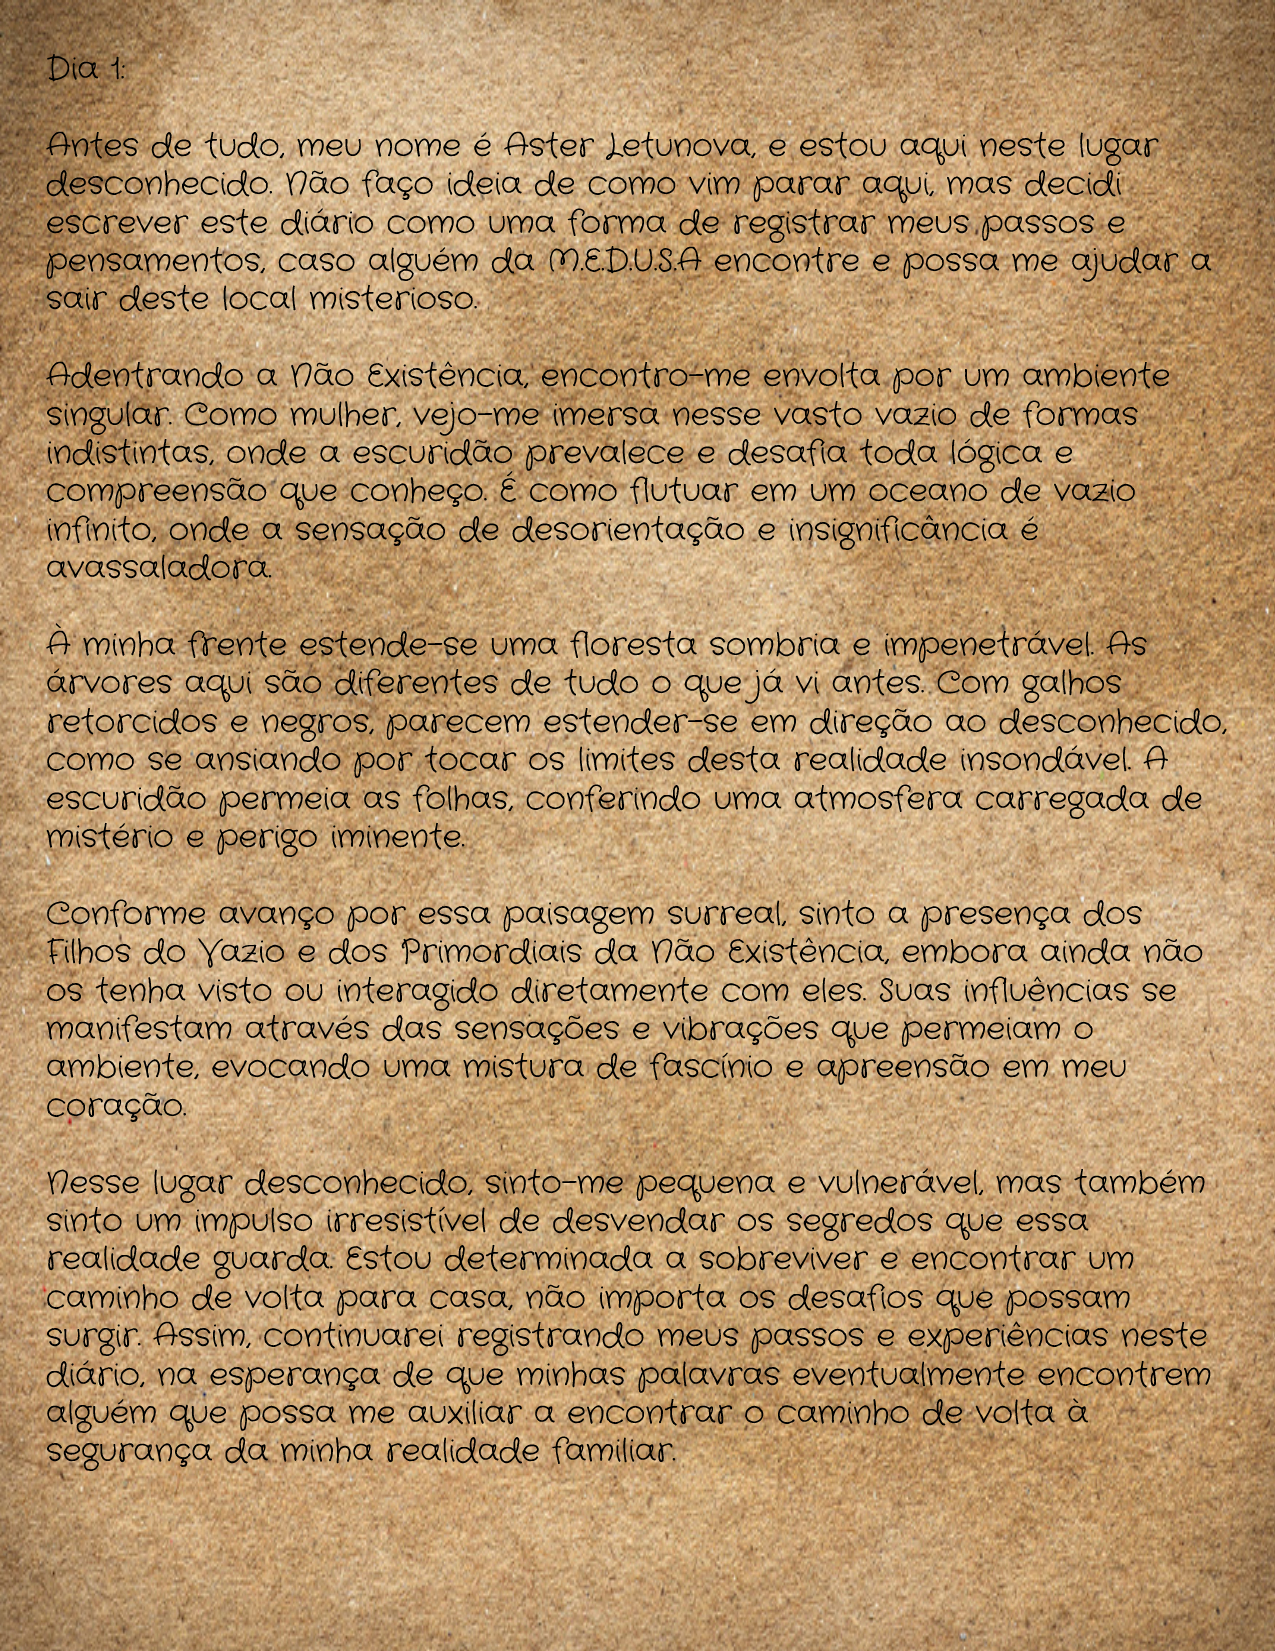 Dia 1:
Antes de tudo, meu nome é Aster Letunova, e estou aqui neste lugar
desconhecido. Não faço ideia de como vim parar aqui, mas decidi
escrever este diário como uma forma de registrar meus passos e
pensamentos, caso alguém da M.E.D.U.S.A encontre e possa me ajudar a
sair deste local misterioso.
Adentrando a Não Existência, encontro-me envolta por um ambiente
singular. Como mulher, vejo-me imersa nesse vasto vazio de formas
indistintas, onde a escuridão prevalece e desafia toda lógica e
compreensão que conheço. É como flutuar em um oceano de vazio
infinito, onde a sensação de desorientação e insignificância é
avassaladora.
À minha frente estende-se uma floresta sombria e impenetrável. As
árvores aqui são diferentes de tudo o que já vi antes. Com galhos
retorcidos e negros, parecem estender-se em direção ao desconhecido,
como se ansiando por tocar os limites desta realidade insondável. A
escuridão permeia as folhas, conferindo uma atmosfera carregada de
mistério e perigo iminente.
Conforme avanço por essa paisagem surreal, sinto a presença dos
Filhos do Vazio e dos Primordiais da Não Existência, embora ainda não
os tenha visto ou interagido diretamente com eles. Suas influências se
manifestam através das sensações e vibrações que permeiam o
ambiente, evocando uma mistura de fascínio e apreensão em meu
coração.
Nesse lugar desconhecido, sinto-me pequena e vulnerável, mas também
sinto um impulso irresistível de desvendar os segredos que essa
realidade guarda. Estou determinada a sobreviver e encontrar um
caminho de volta para casa, não importa os desafios que possam
surgir. Assim, continuarei registrando meus passos e experiências neste
diário, na esperança de que minhas palavras eventualmente encontrem
alguém que possa me auxiliar a encontrar o caminho de volta à
segurança da minha realidade familiar.